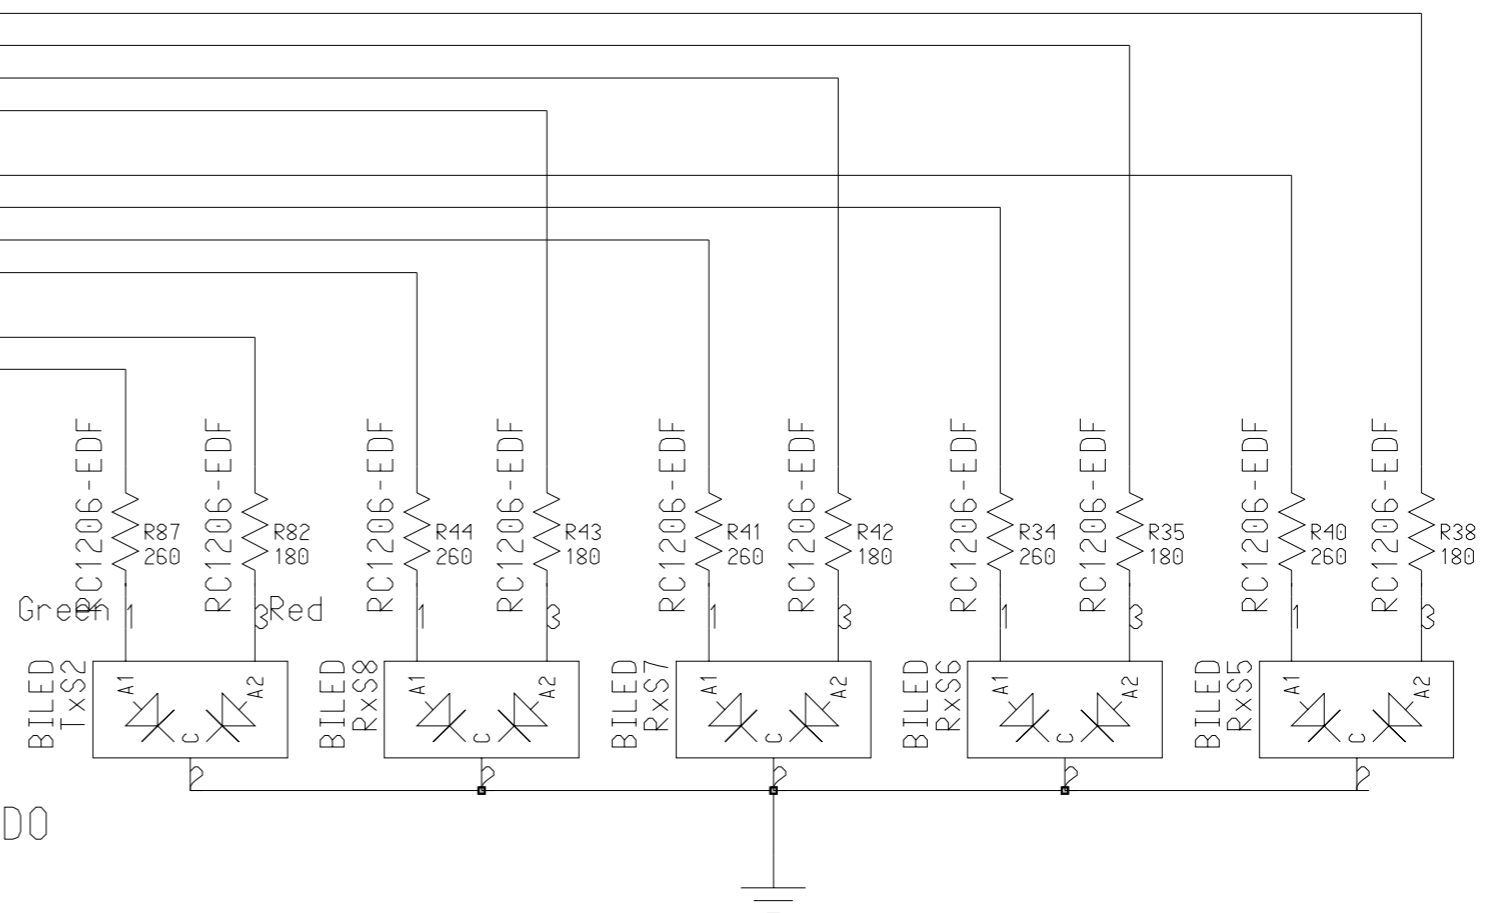 RC1206-EDF
R87
260
RC1206-EDF
R82
180
RC1206-EDF
R44
260
RC1206-EDF
R43
180
RC1206-EDF
R41
260
RC1206-EDF
R42
180
RC1206-EDF
R34
260
RC1206-EDF
R35
180
RC1206-EDF
R40
260
RC1206-EDF
R38
180
Green 1
3 Red
1
3
1
3
1
3
1
3
BILED
TxS2
A1
A2
C
2
BILED
RxS8
A1
A2
C
2
BILED
RxS7
A1
A2
C
2
BILED
RxS6
A1
A2
C
2
BILED
RxS5
A1
A2
C
2
DO